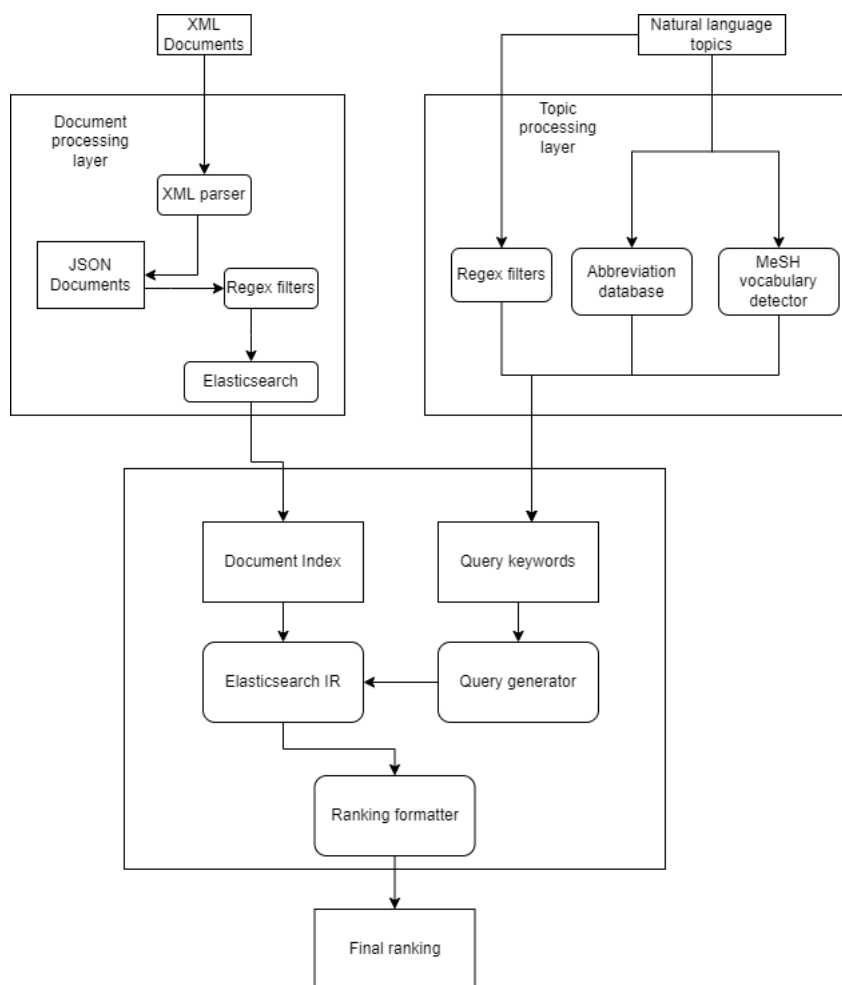 XML
Documents
Natural language
topics
Document
processing
layer
XML parser
JSON
Documents
Regex filters
Elasticsearch
Topic
processing
layer
Regex filters
Abbreviation
database
MeSH
vocabulary
detector
Document Index
Query keywords
Elasticsearch IR
Query generator
Ranking formatter
Final ranking